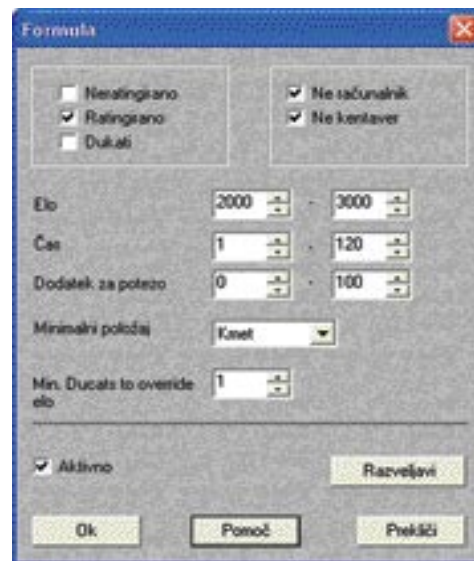 Formula
Neratingirano
Ratingirano
Dukati
Ne računalnik
Ne kentaver
Elo 2000 - 3000
Čas 1 - 120
Dodatek za potezo 0 - 100
Minimalni položaj Kmet
Min. Ducats to override elo 1
Aktivno
Razveljavi
Ok Pomoč Prekliči